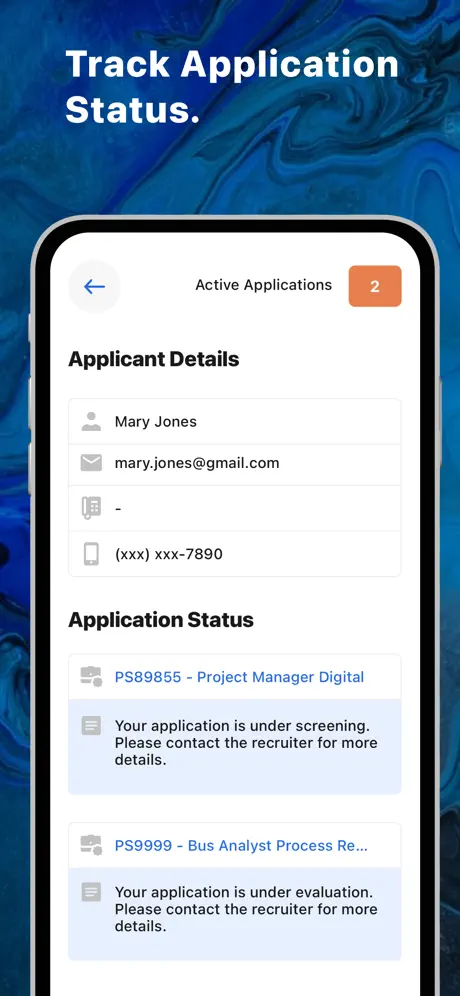 Track Application
Status.
Active Applications
2
Applicant Details
Mary Jones
mary.jones@gmail.com
-
(xxx) xxx-7890
Application Status
PS89855 - Project Manager Digital
Your application is under screening.
Please contact the recruiter for more
details.
PS9999 - Bus Analyst Process Re...
Your application is under evaluation.
Please contact the recruiter for more
details.